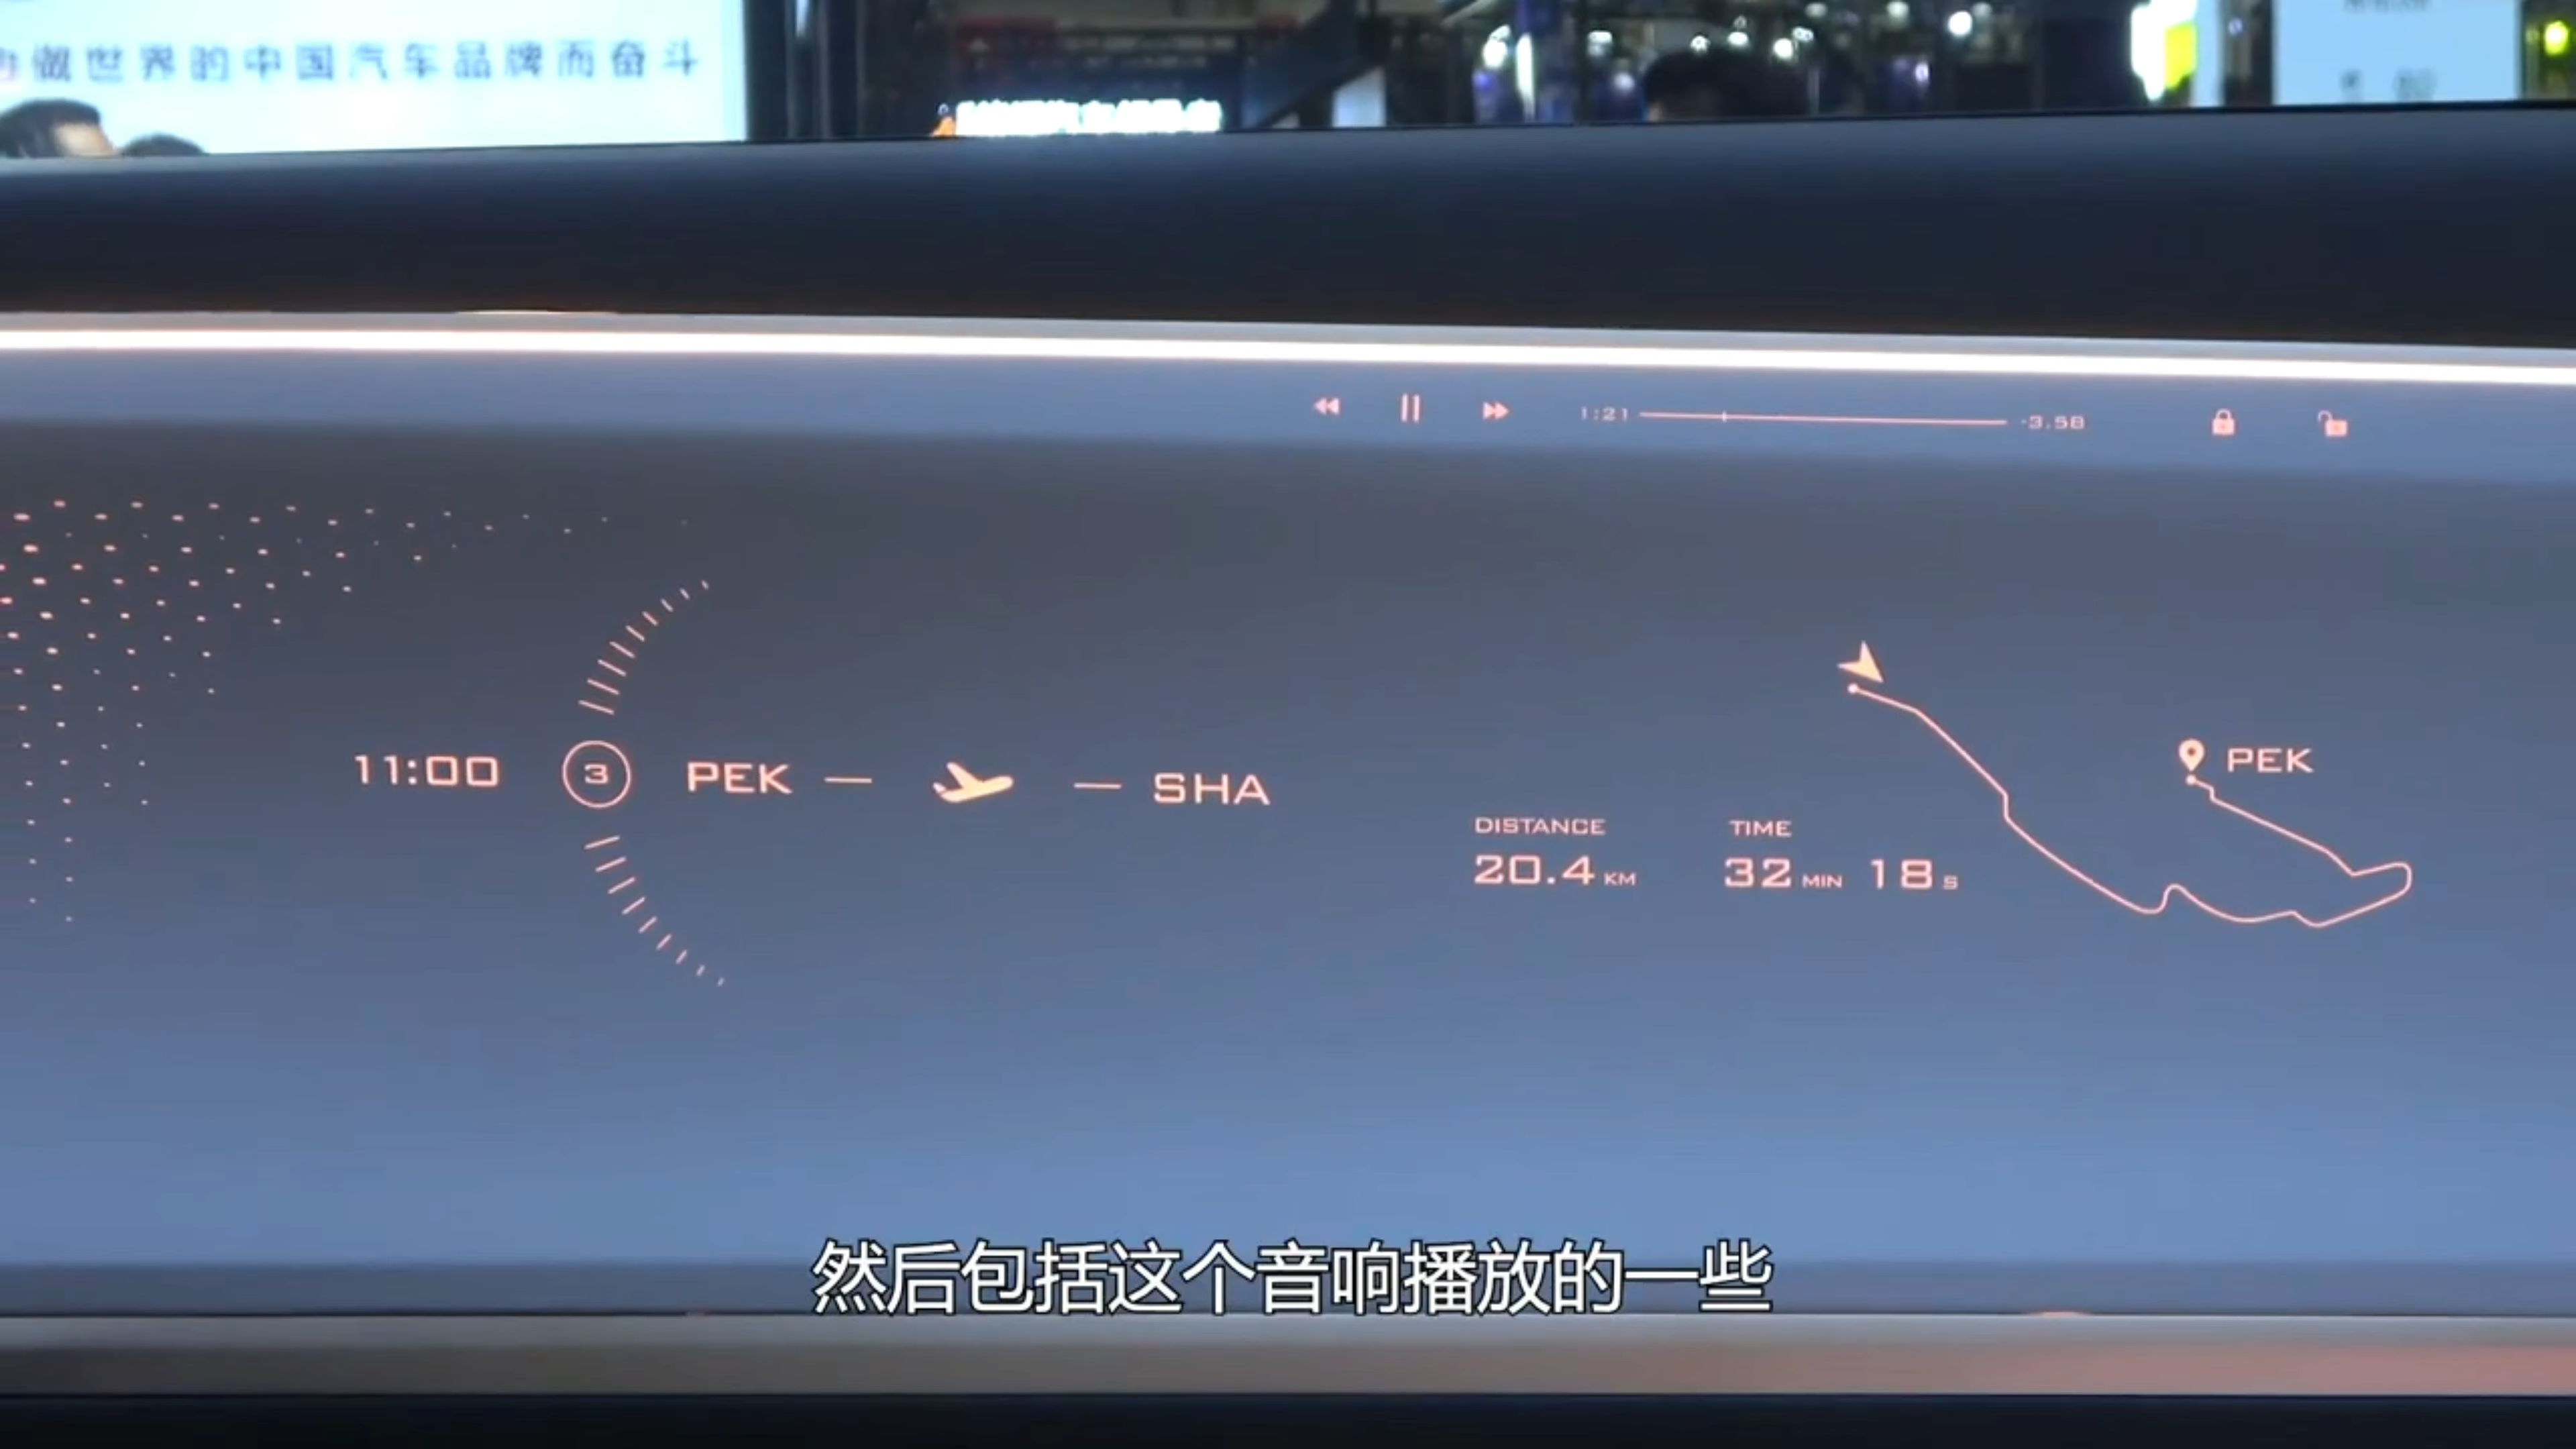 做世界的中国汽车品牌而奋斗
1:21 -3.58
11:00 3 PEK — — SHA
PEK
DISTANCE TIME
20.4 KM 32 MIN 18 S
然后包括这个音响播放的一些